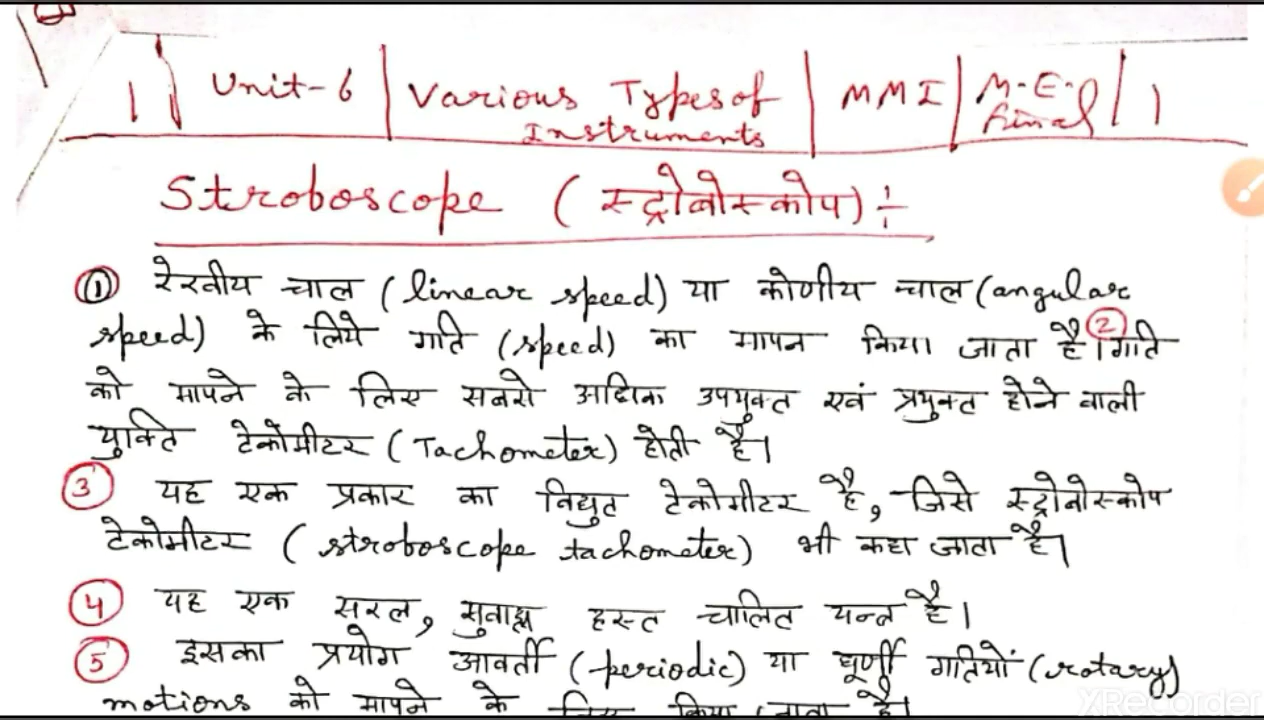 11 Unit-6 | Various Types of Instruments | MMI | M.E. final | 1
Stroboscope (स्ट्रोबोस्कोप) ÷
① रेखीय चाल (linear speed) या कोणीय चाल (angular
speed) के लिये गति (speed) का मापन किया जाता है। ② गति
को मापने के लिए सबसे अधिक उपयुक्त एवं प्रयुक्त होने वाली
युक्ति टेकोमीटर (Tachometer) होती है।
③ यह एक प्रकार का विद्युत टेकोमीटर है, जिसे स्ट्रोबोस्कोप
टेकोमीटर (stroboscope tachometer) भी कहा जाता है।
④ यह एक सरल, सुवाह्य हस्त चालित यन्त्र है।
⑤ इसका प्रयोग आवर्ती (periodic) या घूर्णी गतियों (rotary)
motions को मापने के लिए किया जाता है।
XRecorder